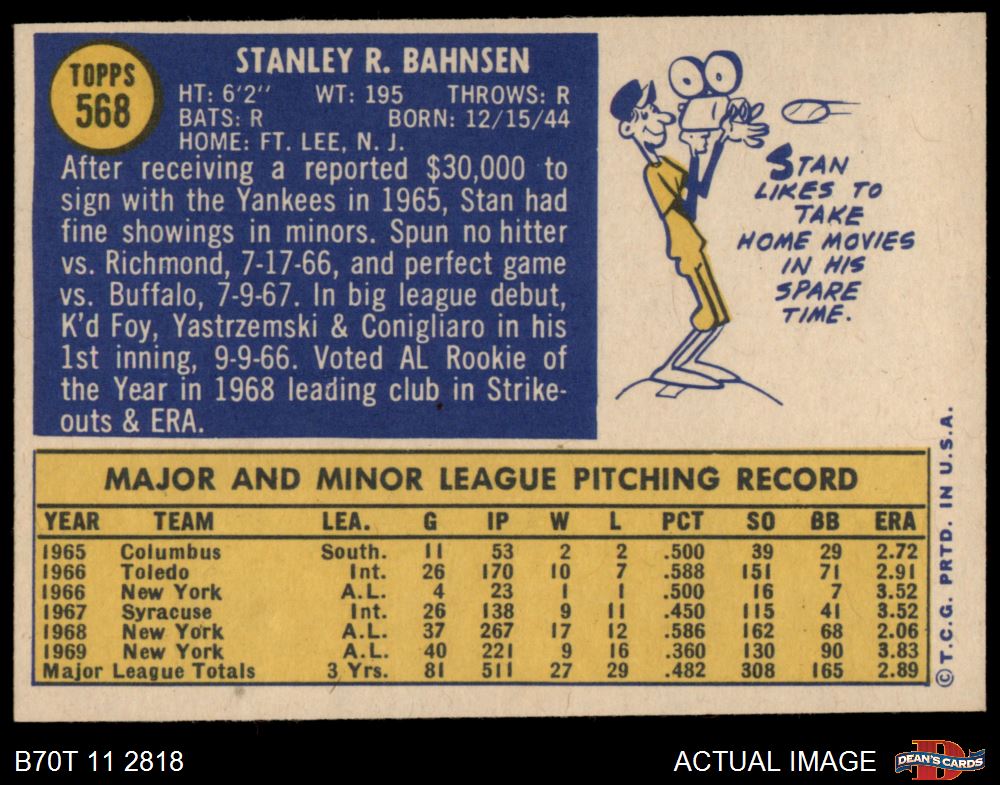 TOPPS
568
STANLEY R. BAHNSEN
HT: 6'2" WT: 195 THROWS: R
BATS: R BORN: 12/15/44
HOME: FT. LEE, N. J.
After receiving a reported $30,000 to
sign with the Yankees in 1965, Stan had
fine showings in minors. Spun no hitter
vs. Richmond, 7-17-66, and perfect game
vs. Buffalo, 7-9-67. In big league debut,
K'd Foy, Yastrzemski & Conigliaro in his
1st inning, 9-9-66. Voted AL Rookie of
the Year in 1968 leading club in Strike-
outs & ERA.
STAN
LIKES TO
TAKE
HOME MOVIES
IN HIS
SPARE
TIME.
MAJOR AND MINOR LEAGUE PITCHING RECORD
YEAR TEAM LEA. G IP W L PCT SO BB ERA
1965 Columbus South. 11 53 2 2 .500 39 29 2.72
1966 Toledo Int. 26 170 10 7 .588 151 71 2.91
1966 New York A.L. 4 23 1 1 .500 16 7 3.52
1967 Syracuse Int. 26 138 9 11 .450 115 41 3.52
1968 New York A.L. 37 267 17 12 .586 162 68 2.06
1969 New York A.L. 40 221 9 16 .360 130 90 3.83
Major League Totals 3 Yrs. 81 511 27 29 .482 308 165 2.89
©T.C.G. PRTD. IN U.S.A.
B70T 11 2818
ACTUAL IMAGE
D
DEAN'S CARDS